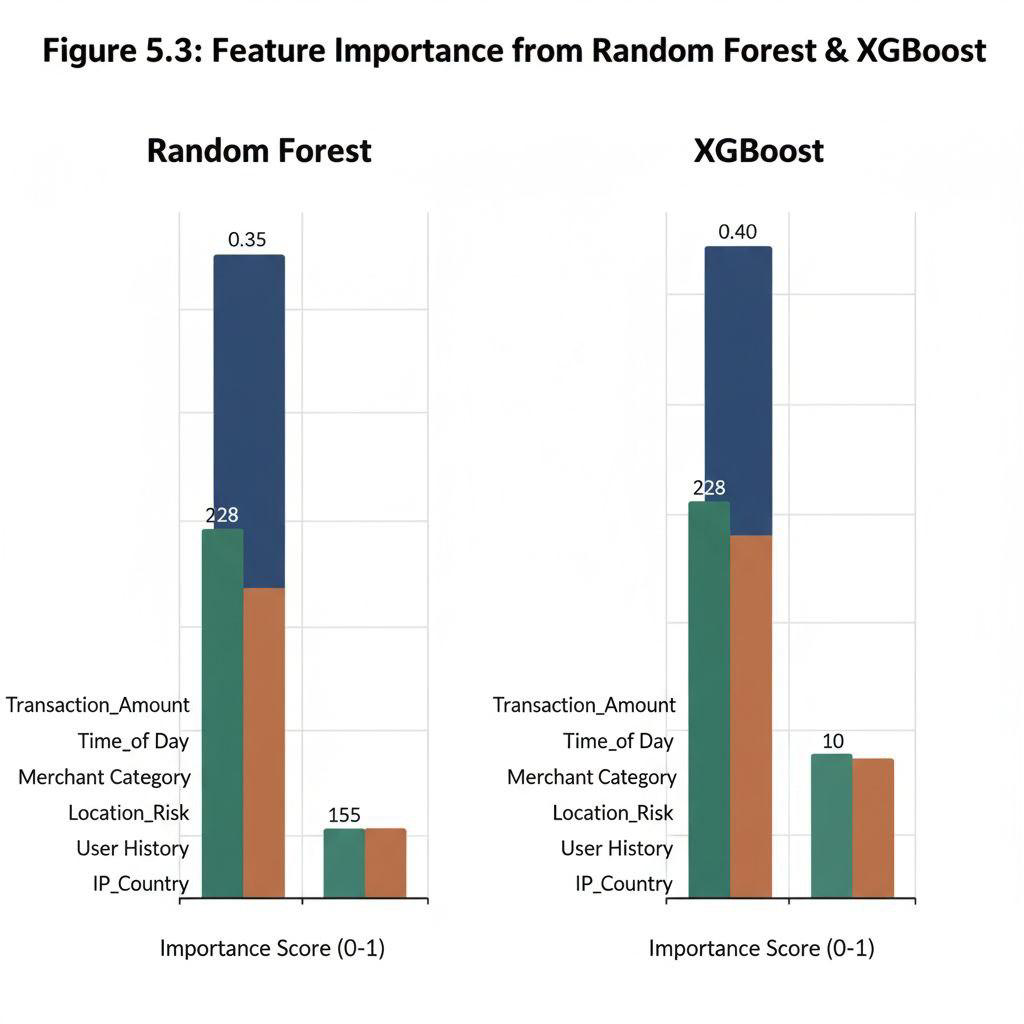 Figure 5.3: Feature Importance from Random Forest & XGBoost
Random Forest
0.35
228
Transaction_Amount
Time_of Day
Merchant Category
Location_Risk
155
User History
IP_Country
Importance Score (0-1)
XGBoost
0.40
228
Transaction_Amount
Time_of Day
10
Merchant Category
Location_Risk
User History
IP_Country
Importance Score (0-1)